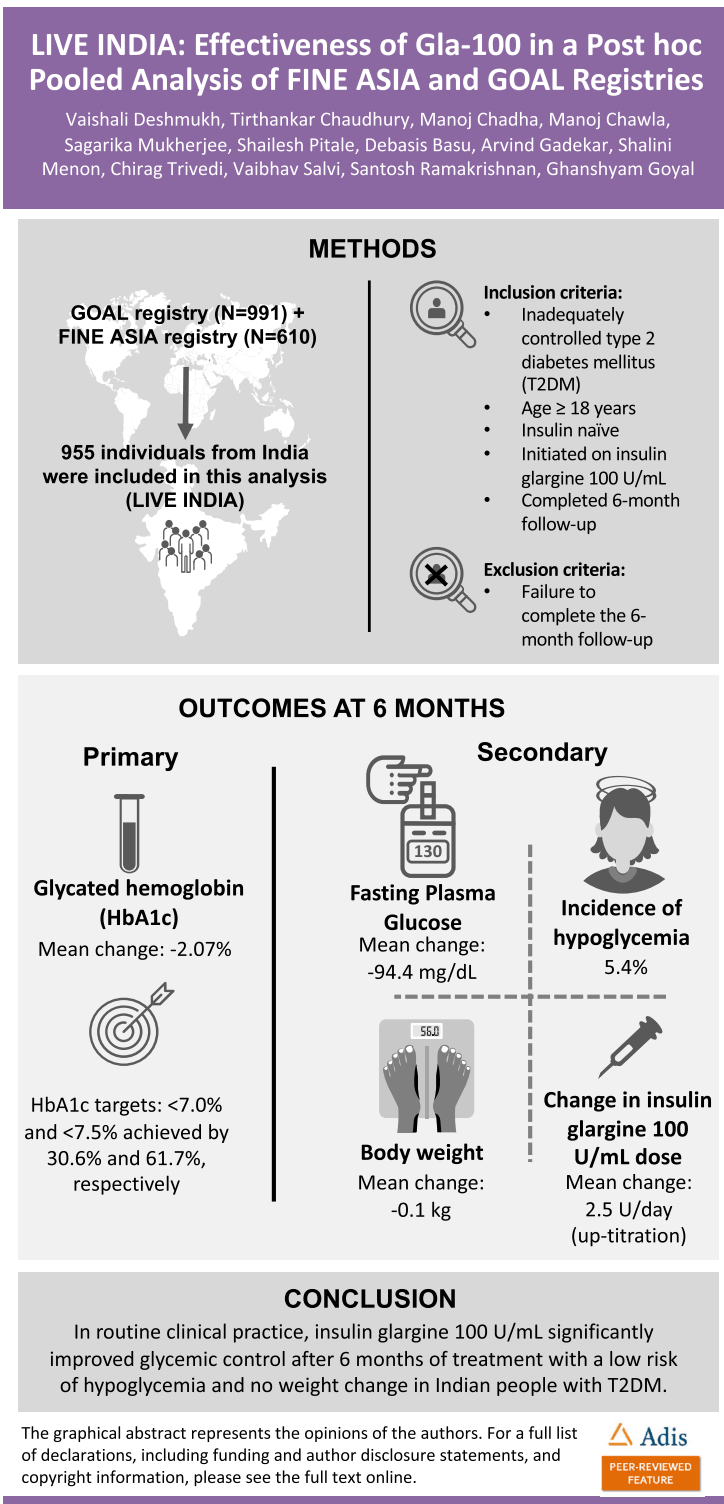 LIVE INDIA: Effectiveness of Gla-100 in a Post hoc
Pooled Analysis of FINE ASIA and GOAL Registries
Vaishali Deshmukh, Tirthankar Chaudhury, Manoj Chadha, Manoj Chawla,
Sagarika Mukherjee, Shailesh Pitale, Debasis Basu, Arvind Gadekar, Shalini
Menon, Chirag Trivedi, Vaibhav Salvi, Santosh Ramakrishnan, Ghanshyam Goyal
METHODS
GOAL registry (N=991) +
FINE ASIA registry (N=610)
955 individuals from India
were included in this analysis
(LIVE INDIA)
Inclusion criteria:
• Inadequately
controlled type 2
diabetes mellitus
(T2DM)
• Age ≥ 18 years
• Insulin naïve
• Initiated on insulin
glargine 100 U/mL
• Completed 6-month
follow-up
Exclusion criteria:
• Failure to
complete the 6-
month follow-up
OUTCOMES AT 6 MONTHS
Primary
Glycated hemoglobin
(HbA1c)
Mean change: -2.07%
HbA1c targets: <7.0%
and <7.5% achieved by
30.6% and 61.7%,
respectively
Secondary
130
Fasting Plasma
Glucose
Mean change:
-94.4 mg/dL
Incidence of
hypoglycemia
5.4%
56.0
Body weight
Mean change:
-0.1 kg
Change in insulin
glargine 100
U/mL dose
Mean change:
2.5 U/day
(up-titration)
CONCLUSION
In routine clinical practice, insulin glargine 100 U/mL significantly
improved glycemic control after 6 months of treatment with a low risk
of hypoglycemia and no weight change in Indian people with T2DM.
The graphical abstract represents the opinions of the authors. For a full list
of declarations, including funding and author disclosure statements, and
copyright information, please see the full text online.
Adis
PEER-REVIEWED
FEATURE